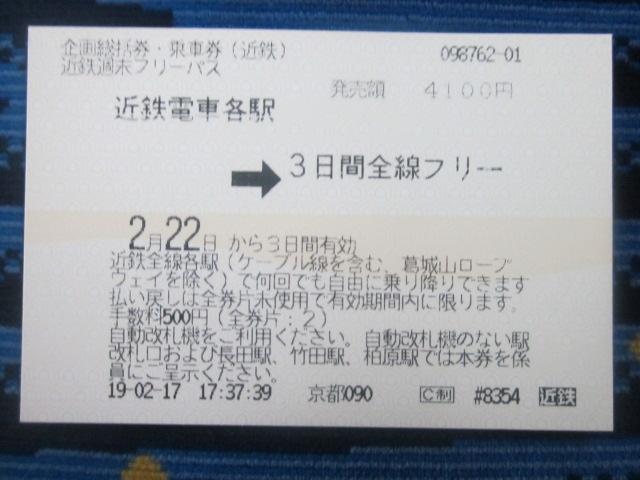 企画総括券・乗車券(近鉄)
098762-01
近鉄週末フリーパス
発売額 4100円
近鉄電車各駅
➡ 3日間全線フリー
2月22日 から3日間有効
近鉄全線各駅(ケーブル線を含む、葛城山ロープ
ウェイを除く)で何回でも自由に乗り降りできます
払い戻しは全券片未使用で有効期間内に限ります。
手数料500円(全券片:2)
自動改札機をご利用ください。自動改札機のない駅
改札口および長田駅、竹田駅、柏原駅では本券を係
員にご呈示ください。
19-02-17 17:37:39 京都090 C制 #8354 近鉄